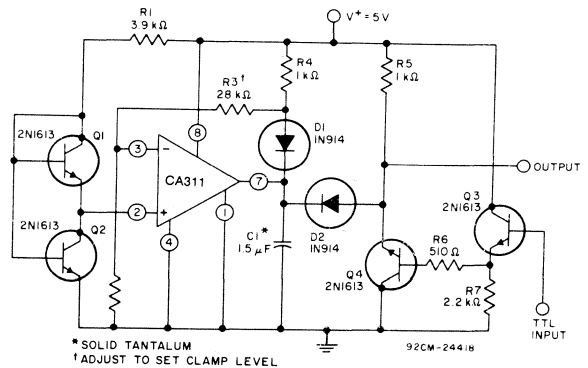 R1
3.9 kΩ
V+ = 5V
R4
1 kΩ
R5
1 kΩ
R3†
28 kΩ
2N1613
Q1
D1
1N914
8
3
−
CA311
7
OUTPUT
2
+
1
4
2N1613
Q2
C1*
1.5 μF
D2
1N914
Q3
2N1613
R6
510 Ω
Q4
2N1613
R7
2.2 kΩ
TTL
INPUT
* SOLID TANTALUM
† ADJUST TO SET CLAMP LEVEL
92CM-24418